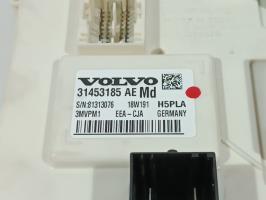 VOLVO
31453185 AE Md
S/N:81313076 18W191 H5PLA
3MVPM1 EEA-CJA GERMANY